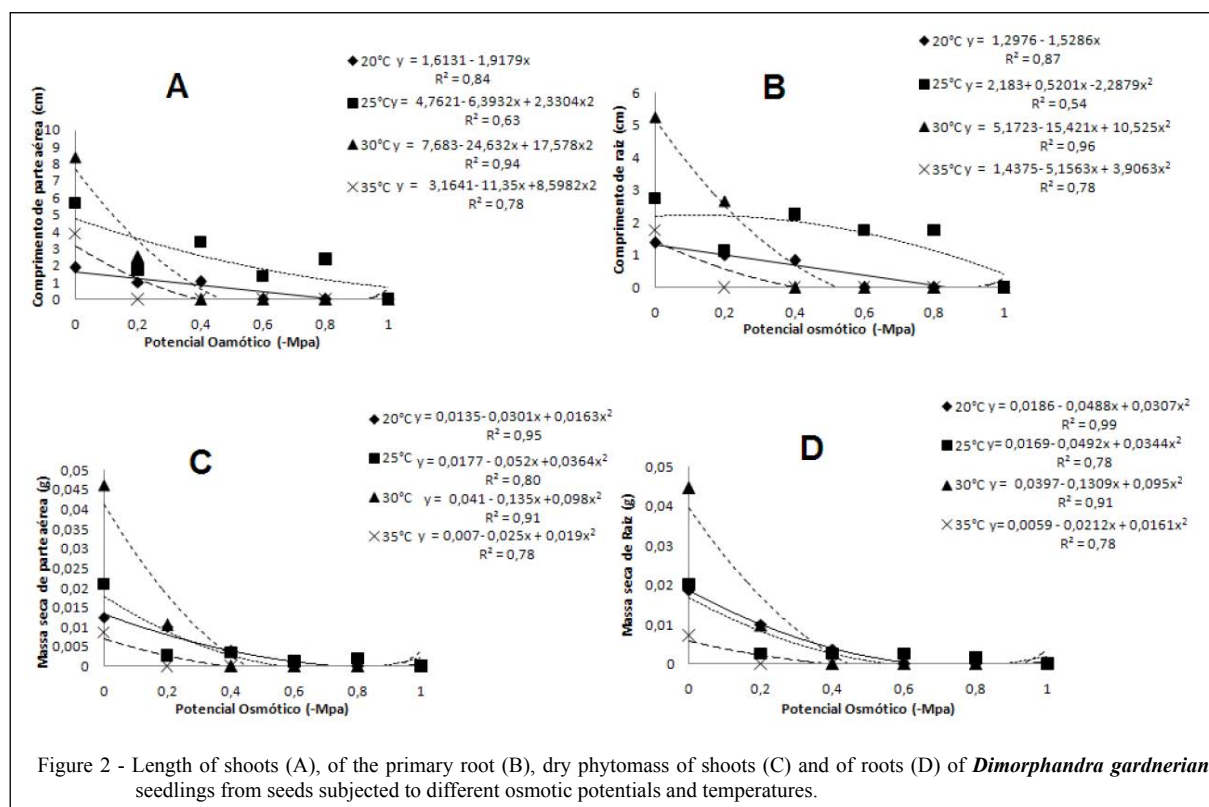 A
20°C y = 1,6131 - 1,9179x
R² = 0,84
25°C y = 4,7621- 6,3932x + 2,3304x2
R² = 0,63
30°C y = 7,683 - 24,632x + 17,578x2
R² = 0,94
35°C y = 3,1641-11,35x +8,5982x2
R² = 0,78
Comprimento de parte aérea (cm)
10
9
8
7
6
5
4
3
2
1
0
0 0,2 0,4 0,6 0,8 1
Potencial Oamótico (-Mpa)
B
20°C y = 1,2976 - 1,5286x
R² = 0,87
25°C y = 2,183+ 0,5201x -2,2879x²
R² = 0,54
30°C y = 5,1723-15,421x + 10,525x²
R² = 0,96
35°C y = 1,4375- 5,1563x + 3,9063x²
R² = 0,78
Comprimento de raiz (cm)
6
5
4
3
2
1
0
0 0,2 0,4 0,6 0,8 1
Potencial osmótico (-Mpa)
C
20°C y = 0,0135- 0,0301x + 0,0163x²
R² = 0,95
25°C y = 0,0177 - 0,052x +0,0364x²
R² = 0,80
30°C y = 0,041 - 0,135x + 0,098x²
R² = 0,91
35°C y = 0,007 - 0,025x + 0,019x²
R² = 0,78
Massa seca de parte aérea (g)
0,05
0,045
0,04
0,035
0,03
0,025
0,02
0,015
0,01
0,005
0
0 0,2 0,4 0,6 0,8 1
Potencial Osmótico (-Mpa)
D
20°C y = 0,0186 - 0,0488x + 0,0307x²
R² = 0,99
25°C y = 0,0169 -0,0492x + 0,0344x²
R² = 0,78
30°C y = 0,0397-0,1309x + 0,095x²
R² = 0,91
35°C y= 0,0059 - 0,0212x + 0,0161x²
R² = 0,78
Massa seca de Raiz (g)
0,05
0,04
0,03
0,02
0,01
0
0 0,2 0,4 0,6 0,8 1
Potencial Osmótico (-Mpa)
Figure 2 - Length of shoots (A), of the primary root (B), dry phytomass of shoots (C) and of roots (D) of Dimorphandra gardnerian
seedlings from seeds subjected to different osmotic potentials and temperatures.